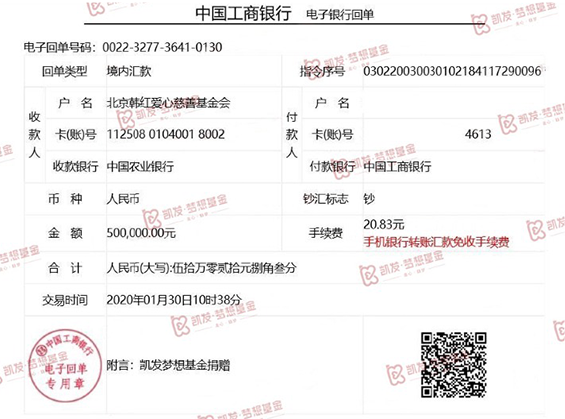 中国工商银行 电子银行回单
电子回单号码：0022-3277-3641-0130
回单类型 境内汇款 指令序号 030220030030102184117290096
收款人 户 名 北京韩红爱心慈善基金会 付款人 户 名
卡(账)号 112508 0104001 8002 卡(账)号 4613
收款银行 中国农业银行 付款银行 中国工商银行
币 种 人民币 钞汇标志 钞
金 额 500,000.00元 手续费 20.83元
手机银行转账汇款免收手续费
合 计 人民币(大写):伍拾万零贰拾元捌角叁分
交易时间 2020年01月30日10时38分
中国工商银行
电子回单
专用章
附言：凯发梦想基金捐赠
凯发·梦想基金